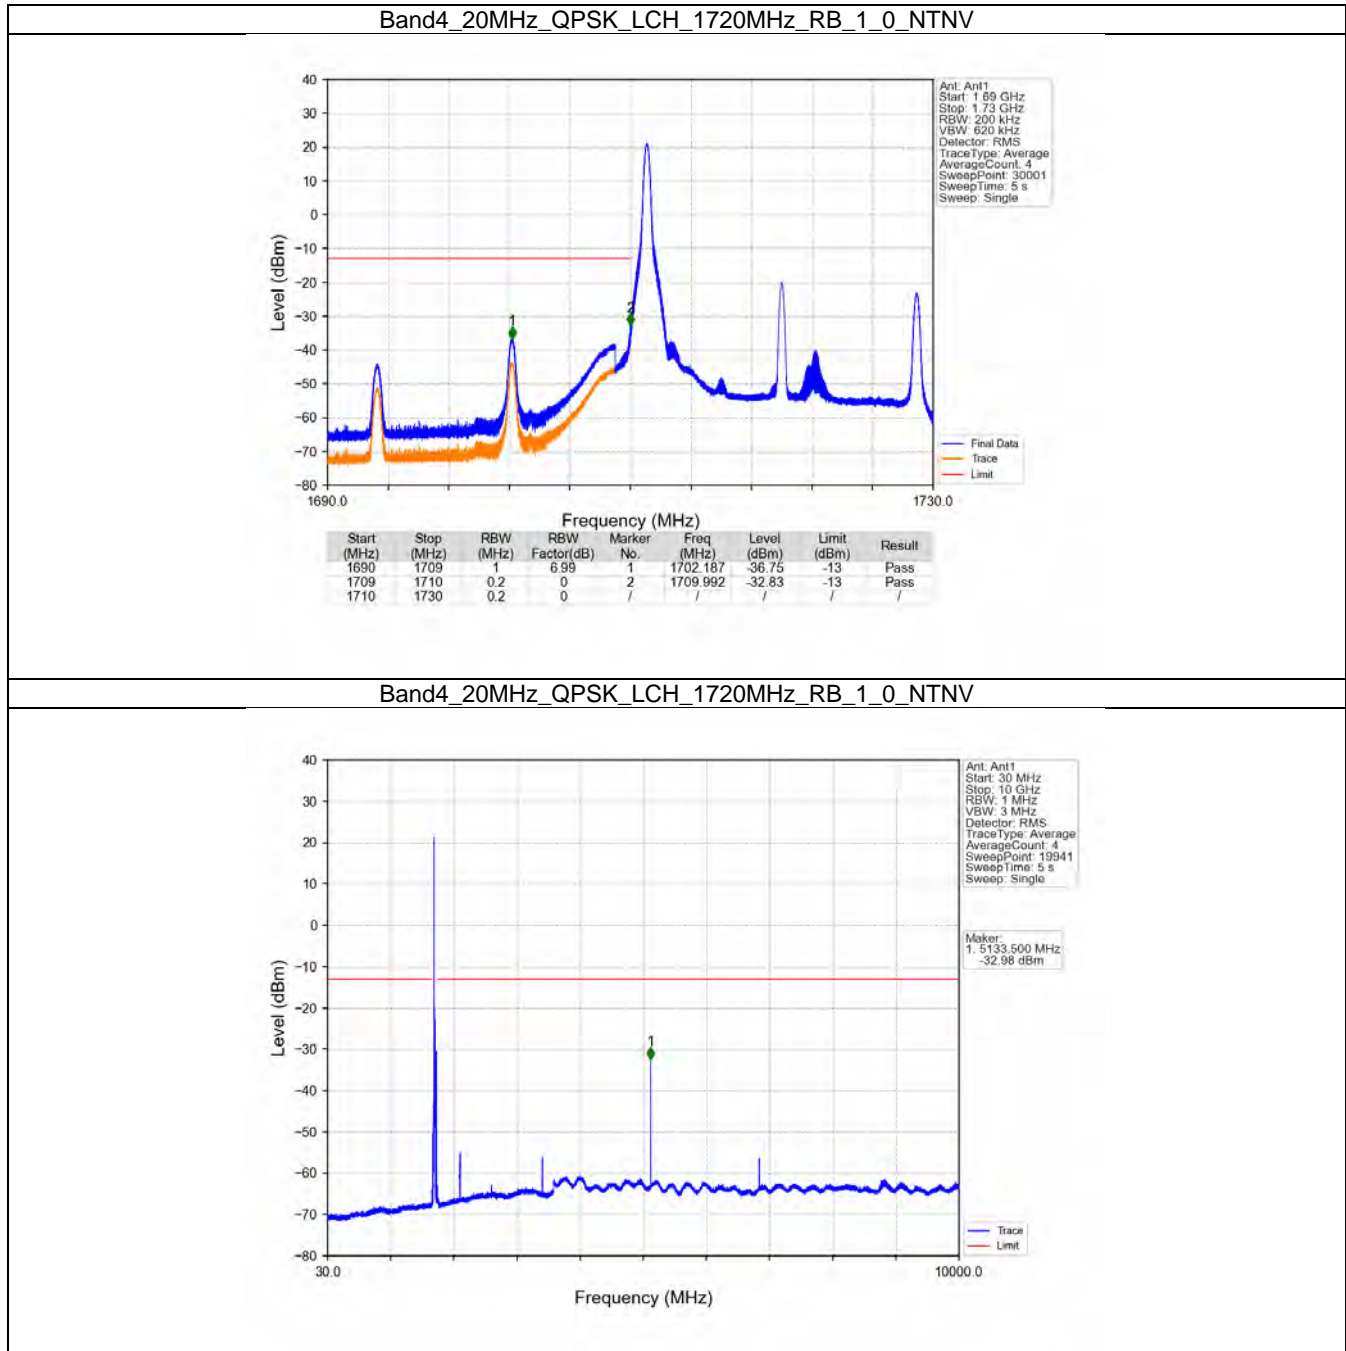 Band4_20MHz_QPSK_LCH_1720MHz_RB_1_0_NTNV
40
30
20
10
0
−10
−20
−30
−40
−50
−60
−70
−80
Level (dBm)
1
2
1690.0
1730.0
Frequency (MHz)
Ant: Ant1
Start: 1.69 GHz
Stop: 1.73 GHz
RBW: 200 kHz
VBW: 620 kHz
Detector: RMS
TraceType: Average
AverageCount: 4
SweepPoint: 30001
SweepTime: 5 s
Sweep: Single
Final Data
Trace
Limit
Start (MHz) Stop (MHz) RBW (MHz) RBW Factor(dB) Marker No. Freq (MHz) Level (dBm) Limit (dBm) Result
1690 1709 1 6.99 1 1702.187 -36.75 -13 Pass
1709 1710 0.2 0 2 1709.992 -32.83 -13 Pass
1710 1730 0.2 0 / / / / /
Band4_20MHz_QPSK_LCH_1720MHz_RB_1_0_NTNV
40
30
20
10
0
−10
−20
−30
−40
−50
−60
−70
−80
Level (dBm)
1
30.0
10000.0
Frequency (MHz)
Ant: Ant1
Start: 30 MHz
Stop: 10 GHz
RBW: 1 MHz
VBW: 3 MHz
Detector: RMS
TraceType: Average
AverageCount: 4
SweepPoint: 19941
SweepTime: 5 s
Sweep: Single
Maker:
1. 5133.500 MHz
-32.98 dBm
Trace
Limit